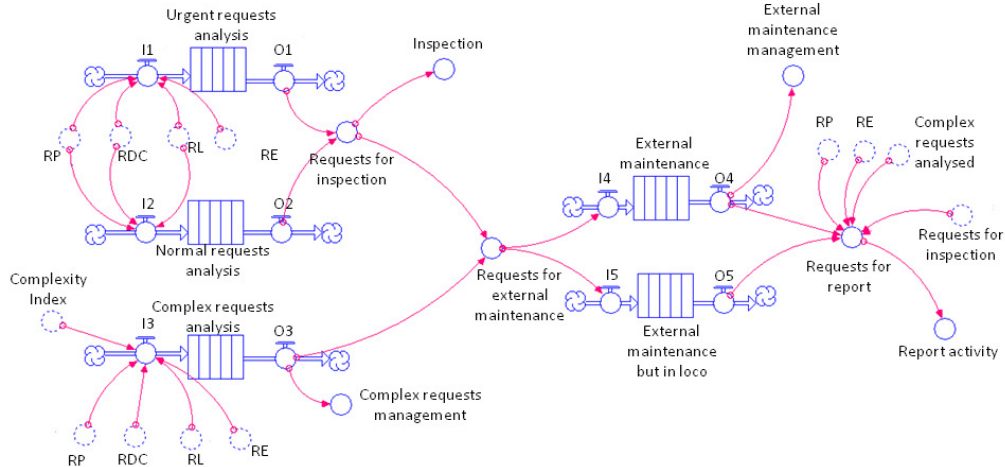 Urgent requests
analysis
I1
O1
Inspection
RP
RDC
RL
RE
Requests for
inspection
I2
O2
Normal requests
analysis
Complexity
Index
Complex requests
analysis
I3
O3
Complex requests
management
RP
RDC
RL
RE
Requests for
external
maintenance
External
maintenance
management
External
maintenance
I4
O4
I5
O5
External
maintenance
but in loco
RP
RE
Complex
requests
analysed
Requests for
inspection
Requests for
report
Report activity